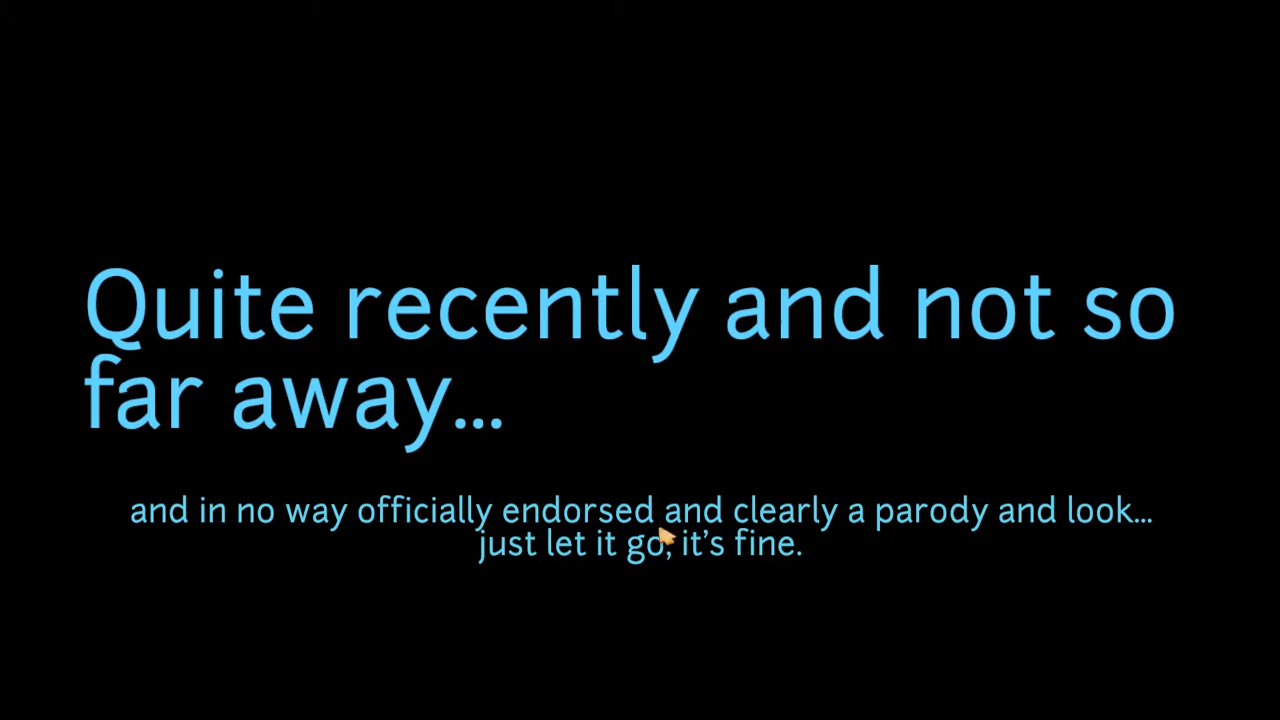 Quite recently and not so
far away...
and in no way officially endorsed and clearly a parody and look...
just let it go, it’s fine.